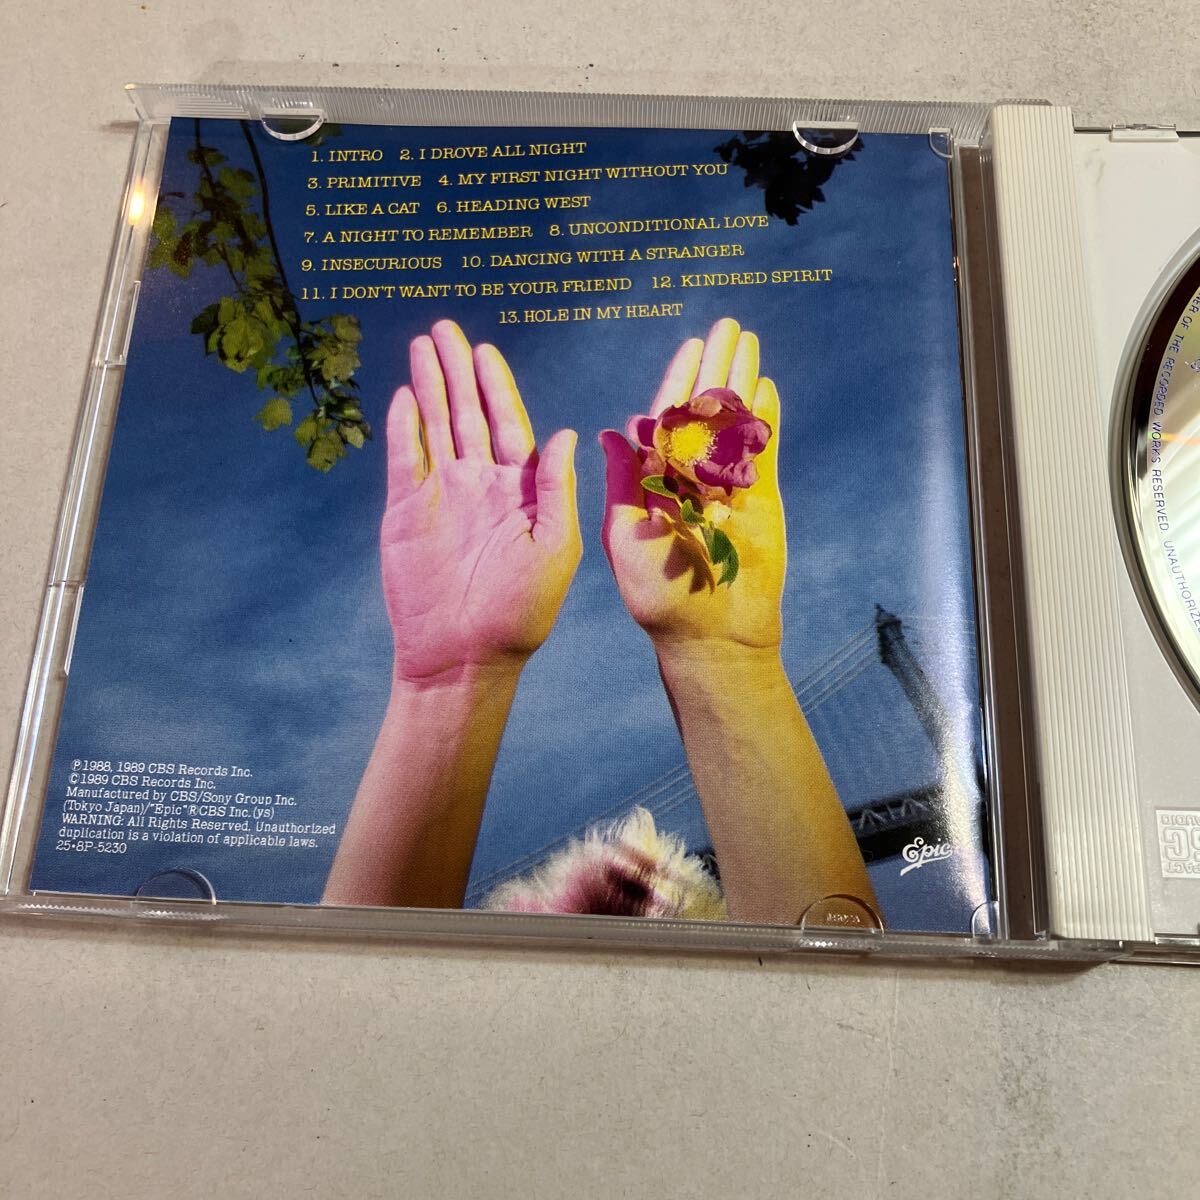 1. INTRO 2. I DROVE ALL NIGHT
3. PRIMITIVE 4. MY FIRST NIGHT WITHOUT YOU
5. LIKE A CAT 6. HEADING WEST
7. A NIGHT TO REMEMBER 8. UNCONDITIONAL LOVE
9. INSECURIOUS 10. DANCING WITH A STRANGER
11. I DON'T WANT TO BE YOUR FRIEND 12. KINDRED SPIRIT
13. HOLE IN MY HEART
℗1988, 1989 CBS Records Inc.
©1989 CBS Records Inc.
Manufactured by CBS/Sony Group Inc.
(Tokyo Japan)/"Epic"®CBS Inc. (ys)
WARNING: All Rights Reserved. Unauthorized
duplication is a violation of applicable laws.
25•8P-5230
Epic
OF THE RECORDED WORKS RESERVED. UNAUTHORIZED